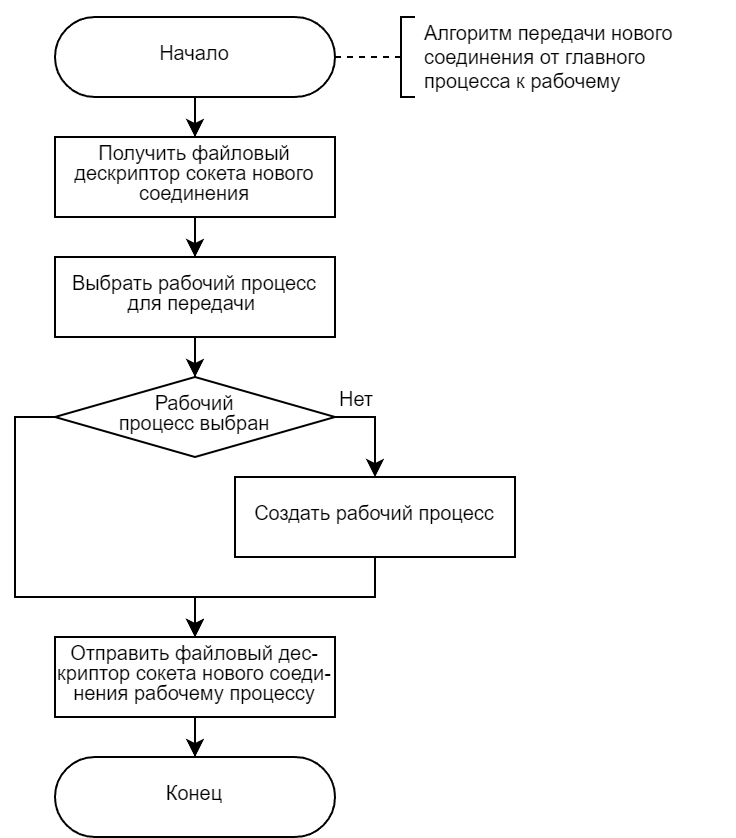 Начало
Алгоритм передачи нового
соединения от главного
процесса к рабочему
Получить файловый
дескриптор сокета нового
соединения
Выбрать рабочий процесс
для передачи
Рабочий
процесс выбран
Нет
Создать рабочий процесс
Отправить файловый дес-
криптор сокета нового соеди-
нения рабочему процессу
Конец